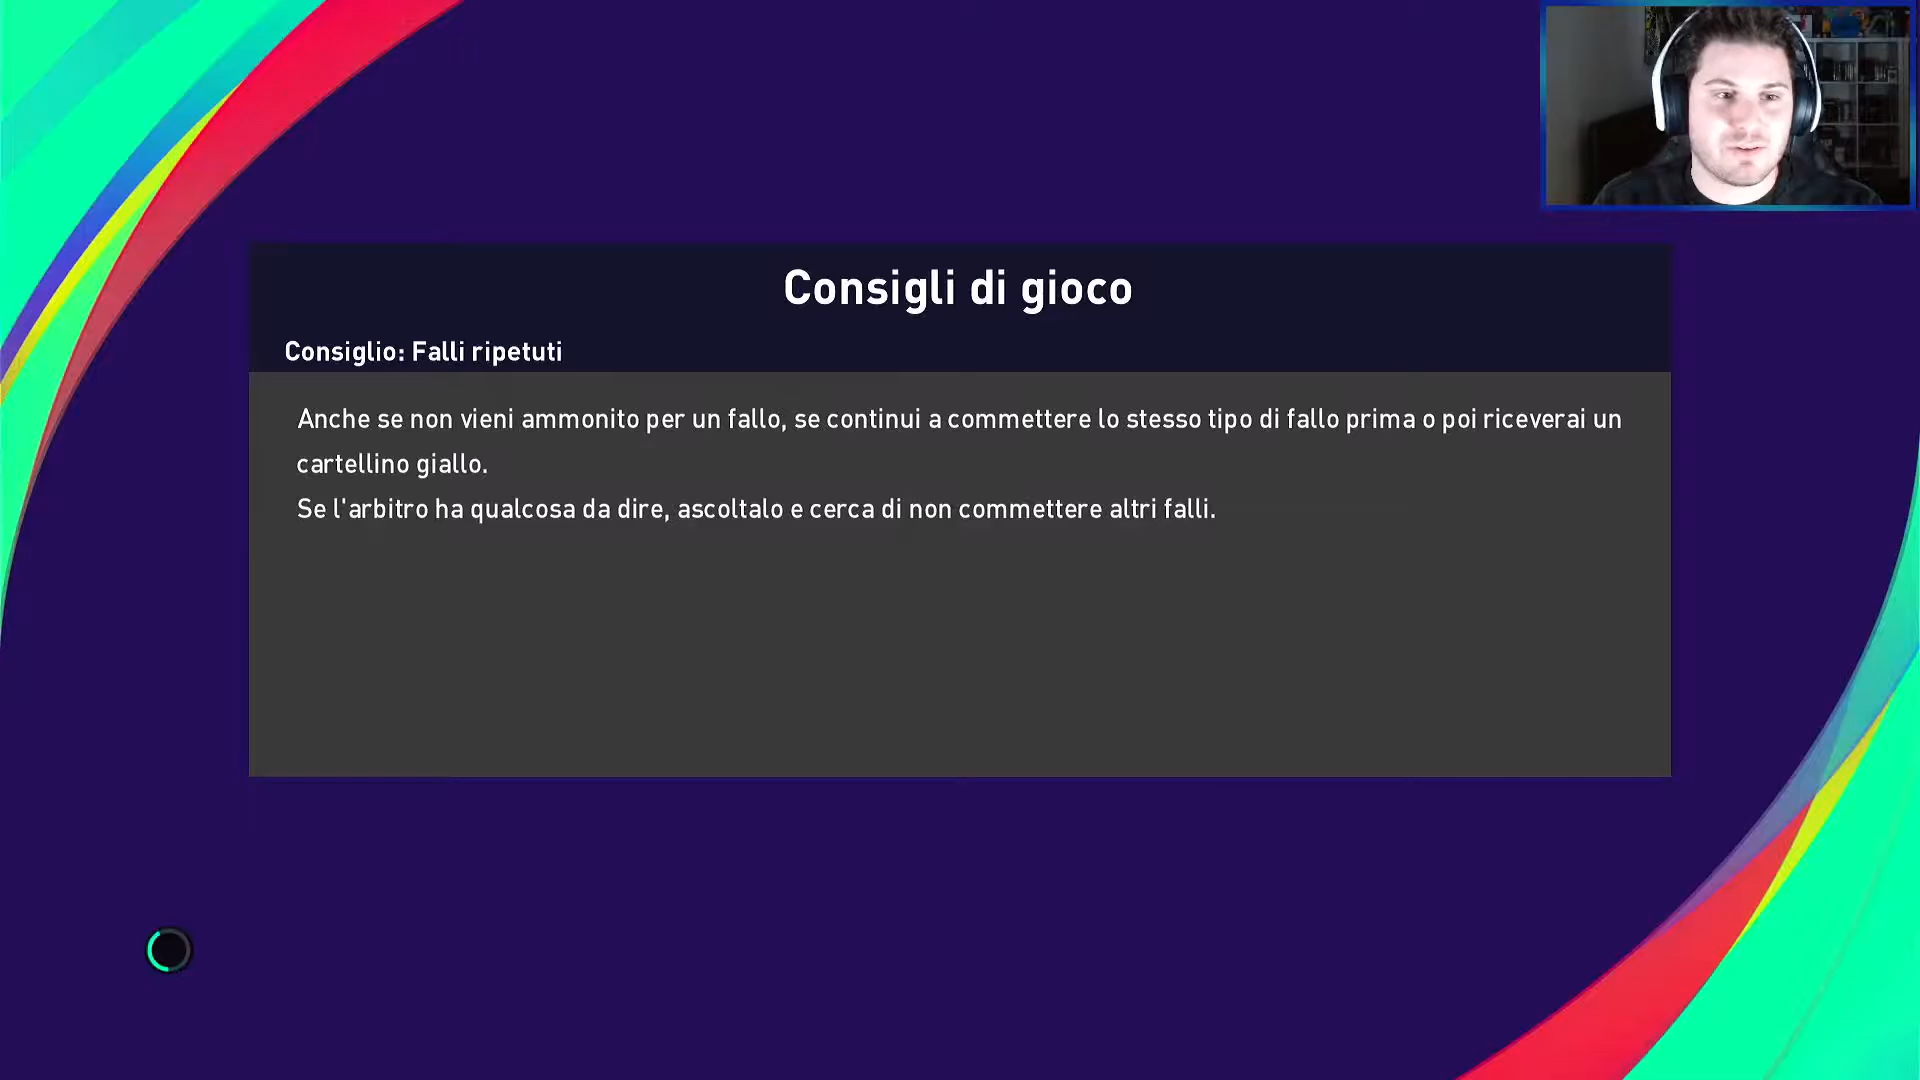 Consigli di gioco
Consiglio: Falli ripetuti
Anche se non vieni ammonito per un fallo, se continui a commettere lo stesso tipo di fallo prima o poi riceverai un
cartellino giallo.
Se l'arbitro ha qualcosa da dire, ascoltalo e cerca di non commettere altri falli.